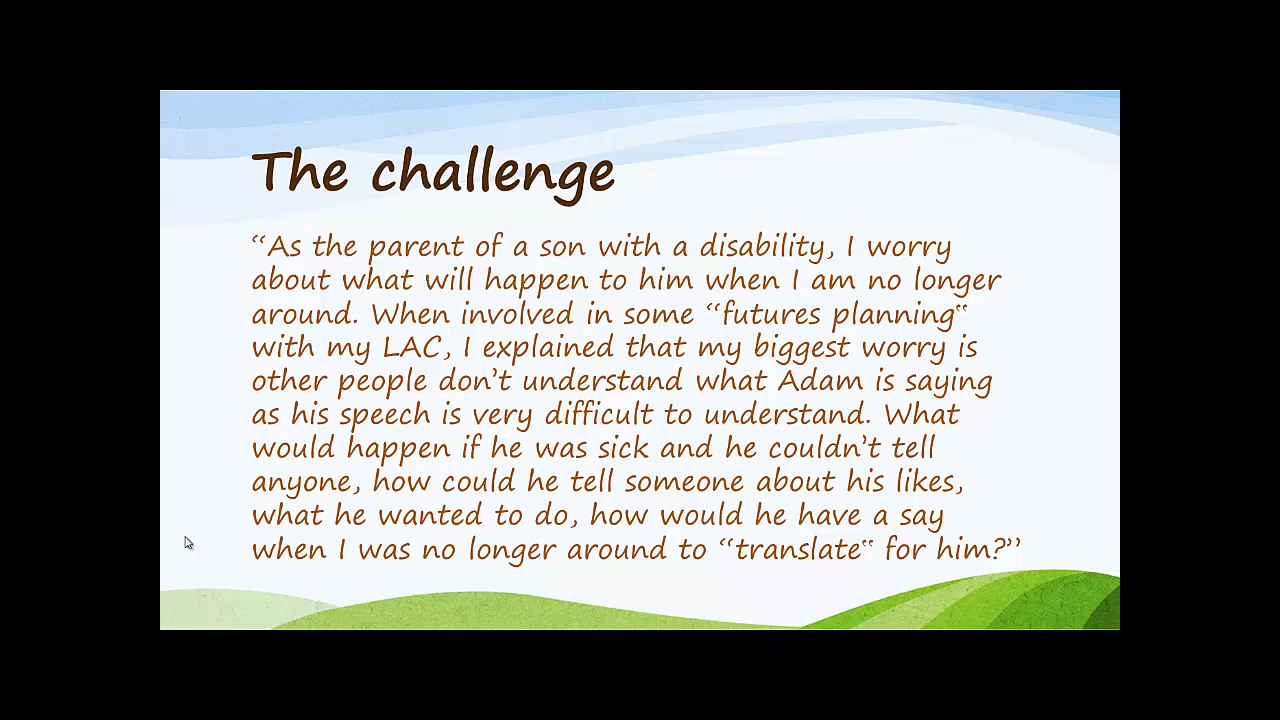 The challenge
“As the parent of a son with a disability, I worry
about what will happen to him when I am no longer
around. When involved in some “futures planning‟
with my LAC, I explained that my biggest worry is
other people don’t understand what Adam is saying
as his speech is very difficult to understand. What
would happen if he was sick and he couldn’t tell
anyone, how could he tell someone about his likes,
what he wanted to do, how would he have a say
when I was no longer around to “translate‟ for him?”